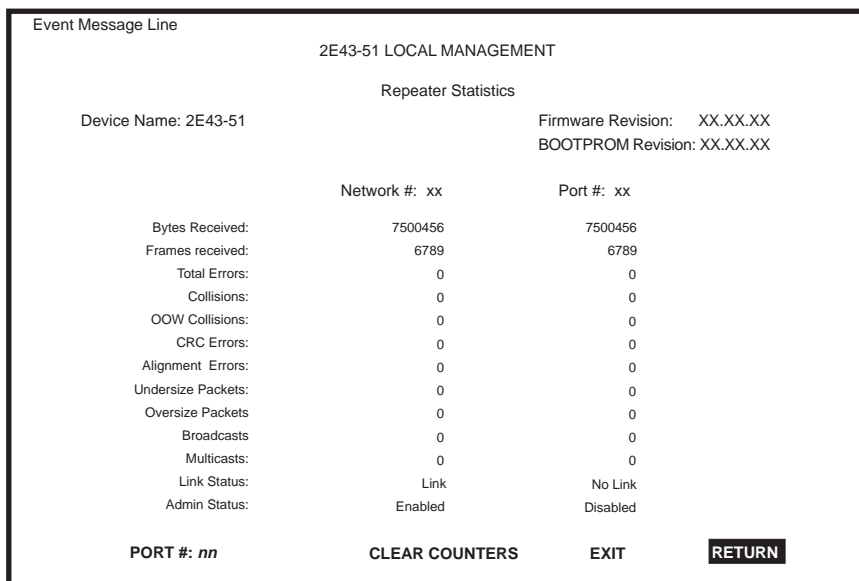 Event Message Line
2E43-51 LOCAL MANAGEMENT
Repeater Statistics
Device Name: 2E43-51 Firmware Revision: XX.XX.XX
BOOTPROM Revision: XX.XX.XX
Network #: xx Port #: xx
Bytes Received: 7500456 7500456
Frames received: 6789 6789
Total Errors: 0 0
Collisions: 0 0
OOW Collisions: 0 0
CRC Errors: 0 0
Alignment Errors: 0 0
Undersize Packets: 0 0
Oversize Packets 0 0
Broadcasts 0 0
Multicasts: 0 0
Link Status: Link No Link
Admin Status: Enabled Disabled
PORT #: nn CLEAR COUNTERS EXIT RETURN